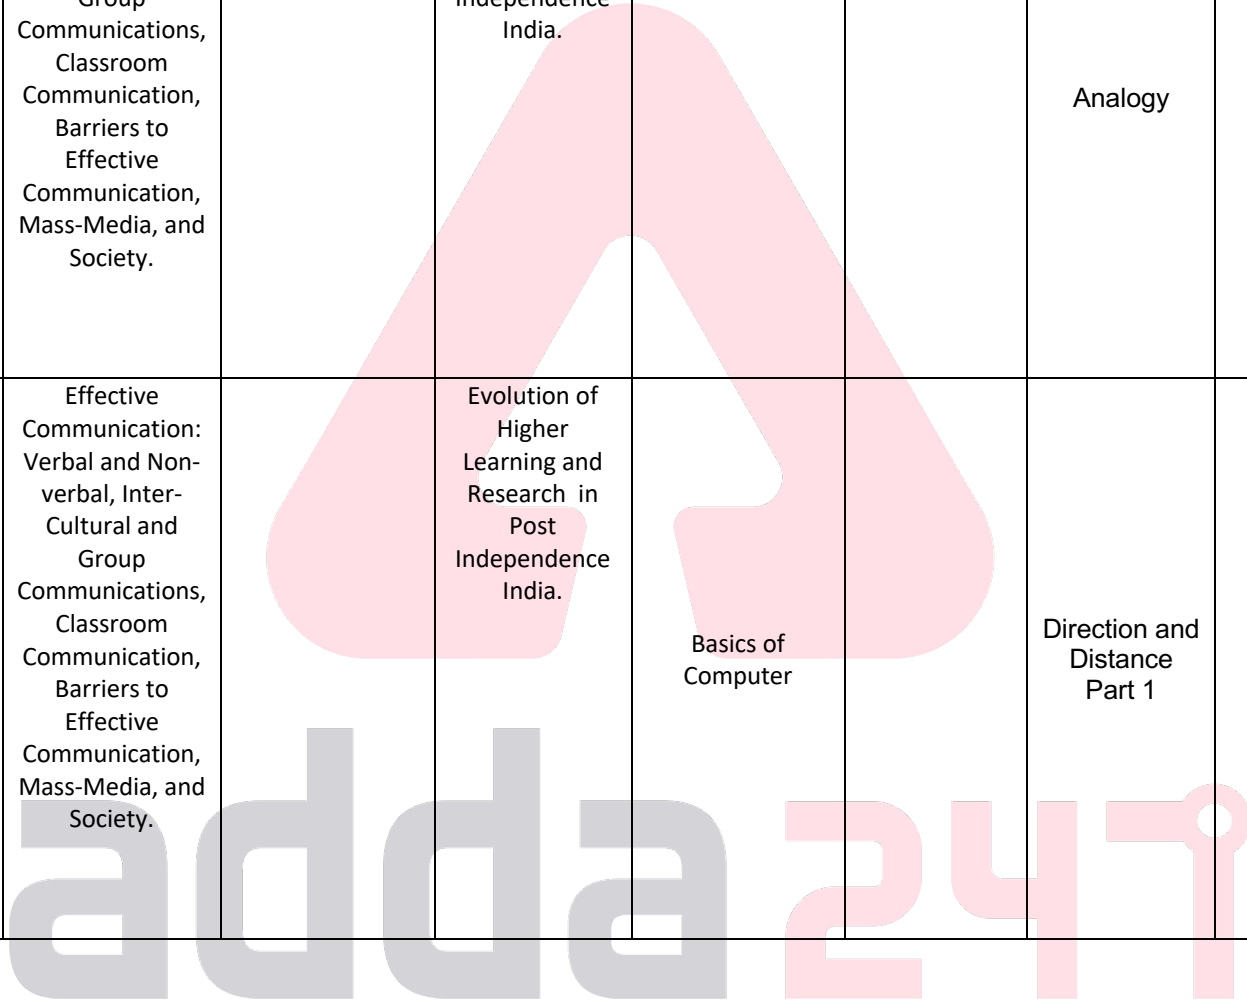 Group
Communications,
Classroom
Communication,
Barriers to
Effective
Communication,
Mass-Media, and
Society.
Independence
India.
Analogy
Effective
Communication:
Verbal and Non-
verbal, Inter-
Cultural and
Group
Communications,
Classroom
Communication,
Barriers to
Effective
Communication,
Mass-Media, and
Society.
Evolution of
Higher
Learning and
Research in
Post
Independence
India.
Basics of
Computer
Direction and
Distance
Part 1
adda247